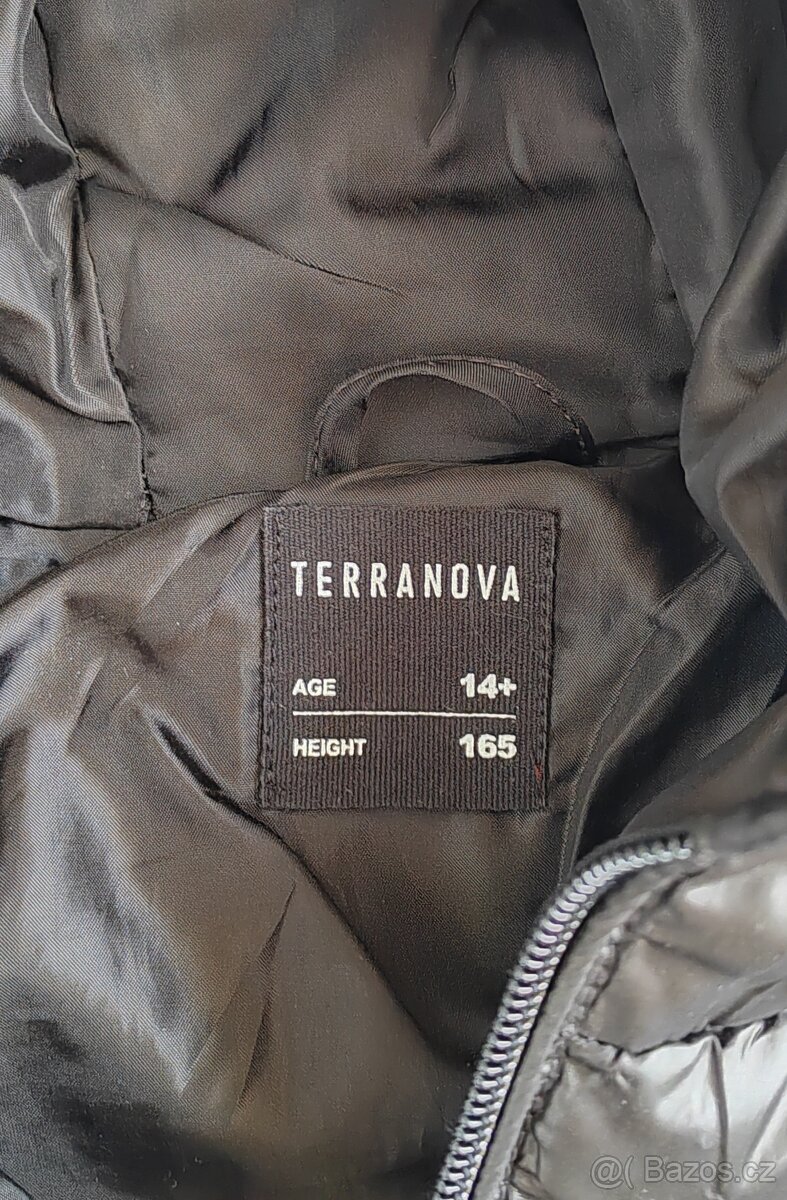 TERRANOVA
AGE 14+
HEIGHT 165
@( Bazos.cz